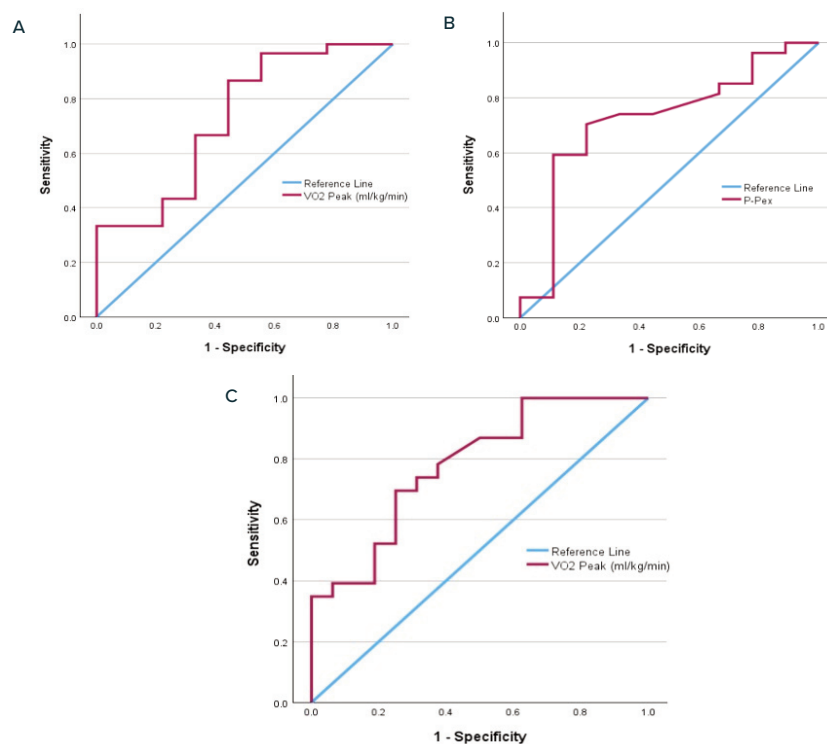 A
1.0
0.8
0.6
0.4
0.2
0.0
Sensitivity
Reference Line
VO2 Peak (ml/kg/min)
0.0 0.2 0.4 0.6 0.8 1.0
1 - Specificity
B
1.0
0.8
0.6
0.4
0.2
0.0
Sensitivity
Reference Line
P-Pex
0.0 0.2 0.4 0.6 0.8 1.0
1 - Specificity
C
1.0
0.8
0.6
0.4
0.2
0.0
Sensitivity
Reference Line
VO2 Peak (ml/kg/min)
0.0 0.2 0.4 0.6 0.8 1.0
1 - Specificity